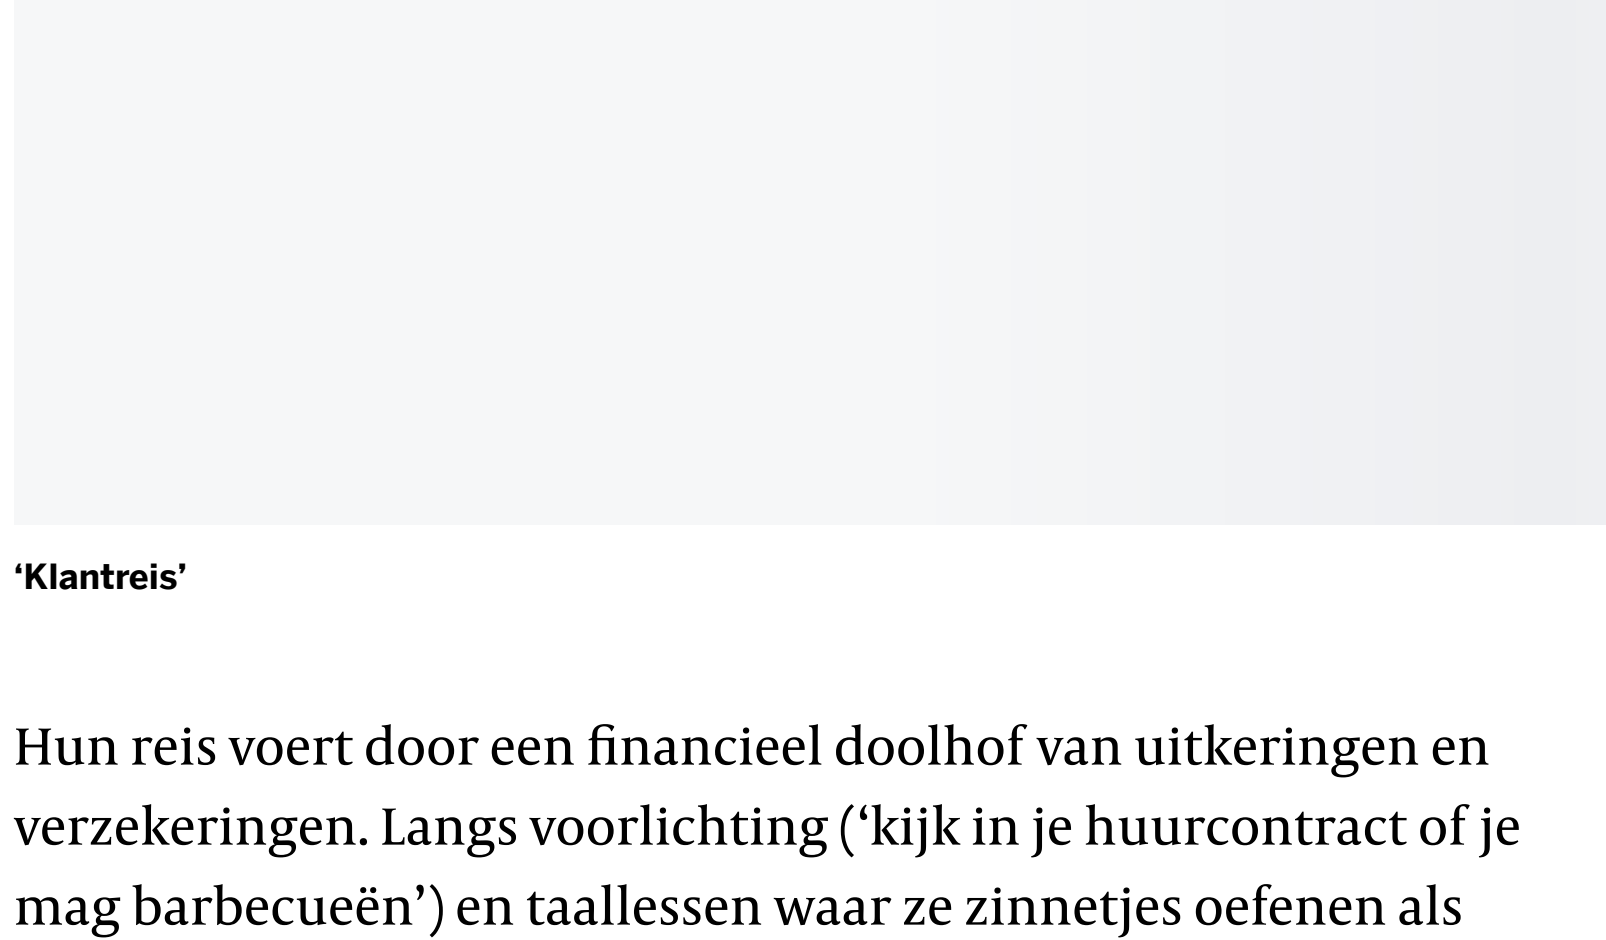 ‘Klantreis’
Hun reis voert door een financieel doolhof van uitkeringen en
verzekeringen. Langs voorlichting (‘kijk in je huurcontract of je
mag barbecueën’) en taallessen waar ze zinnetjes oefenen als